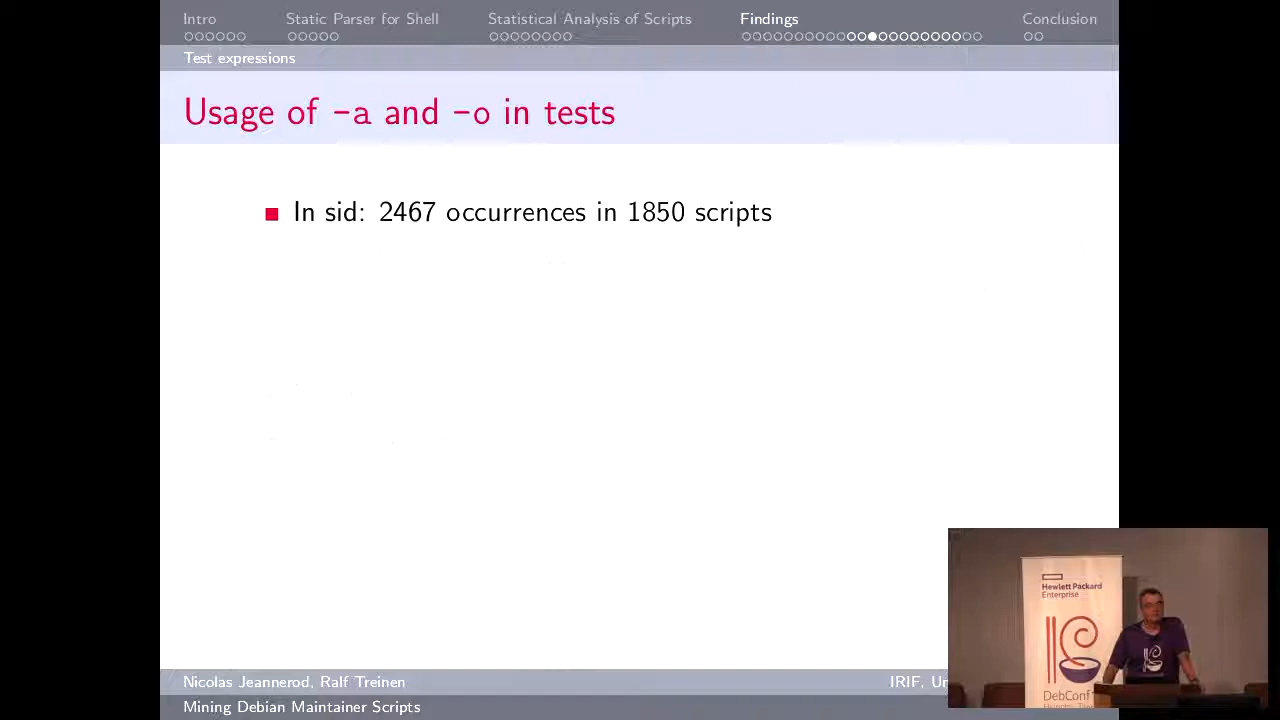 Intro Static Parser for Shell Statistical Analysis of Scripts Findings Conclusion
Test expressions
Usage of -a and -o in tests
In sid: 2467 occurrences in 1850 scripts
Hewlett Packard
Enterprise
DebConf
Nicolas Jeannerod, Ralf Treinen IRIF,
Mining Debian Maintainer Scripts